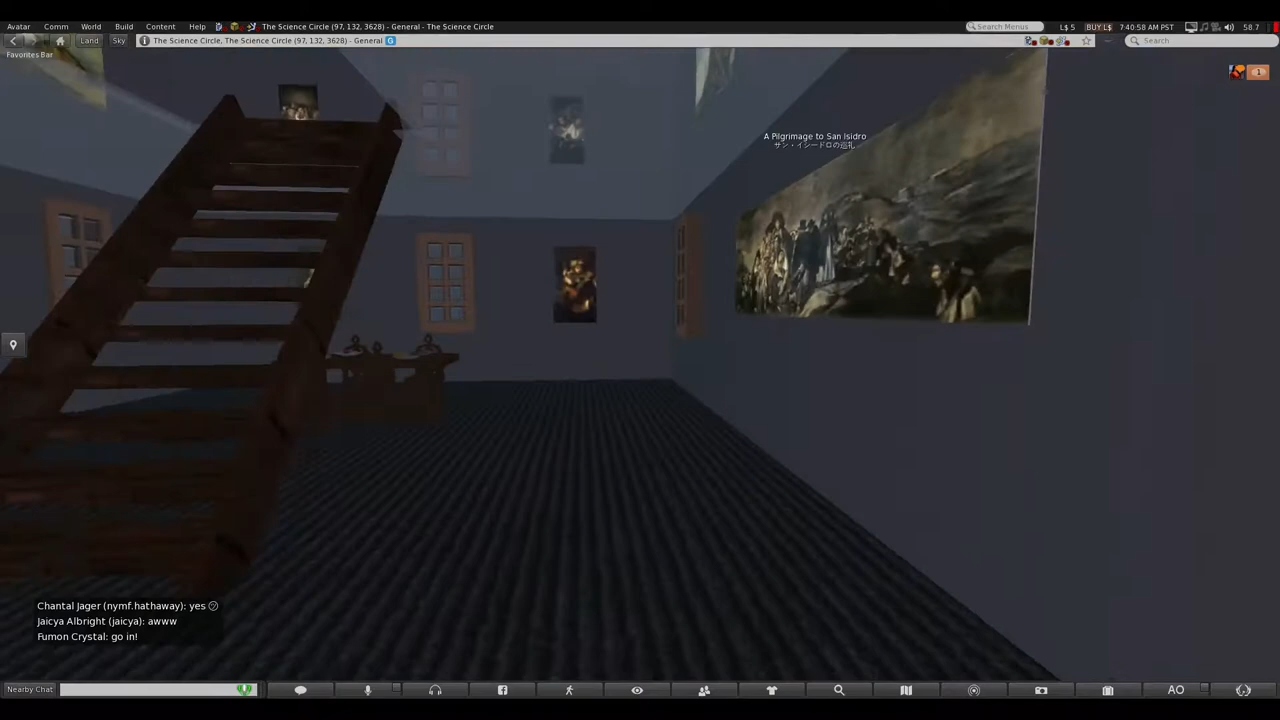 Avatar Comm World Build Content Help The Science Circle (97, 132, 3628) - General - The Science Circle Search Menus L$ 5 BUY L$ 7:40:58 AM PST 58.7
Land Sky The Science Circle, The Science Circle (97, 132, 3628) - General G Search
Favorites Bar
1
A Pilgrimage to San Isidro
サン・イシードロの巡礼
Chantal Jager (nymf.hathaway): yes ㋡
Jaicya Albright (jaicya): awww
Fumon Crystal: go in!
Nearby Chat AO